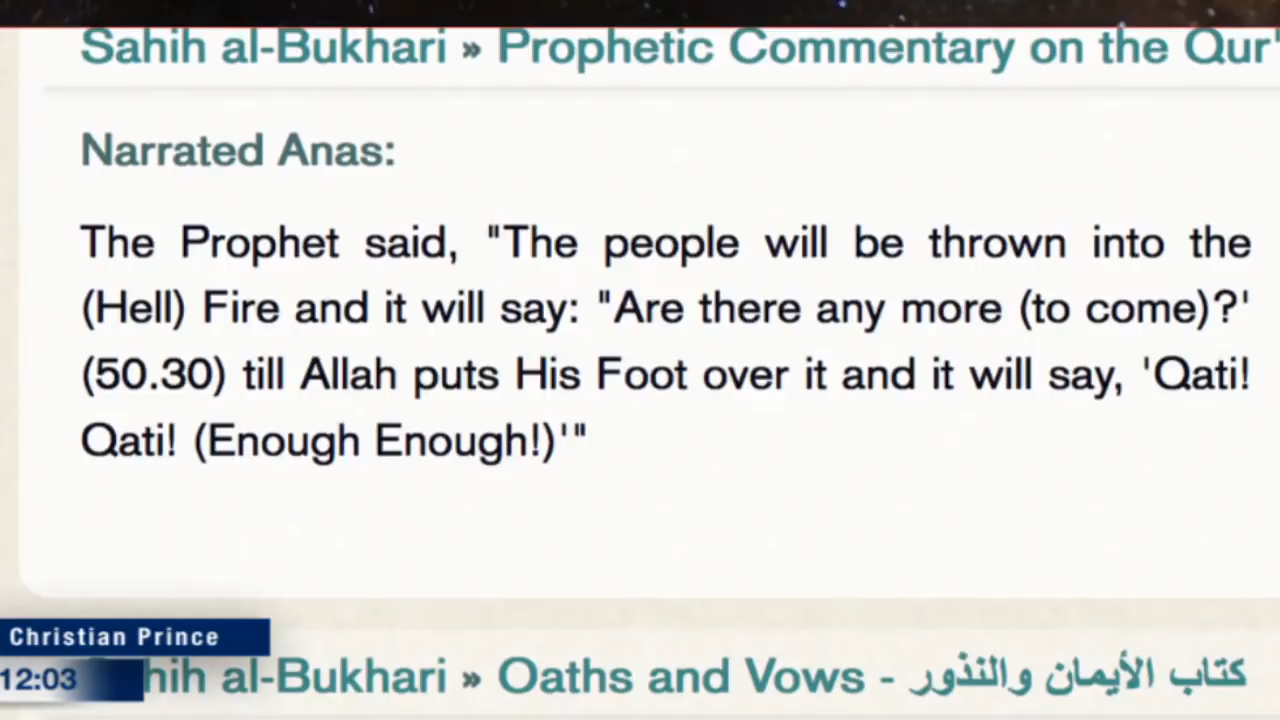 Sahih al-Bukhari » Prophetic Commentary on the Qur'
Narrated Anas:
The Prophet said, "The people will be thrown into the
(Hell) Fire and it will say: "Are there any more (to come)?'
(50.30) till Allah puts His Foot over it and it will say, 'Qati!
Qati! (Enough Enough!)'"
Christian Prince
12:03
hih al-Bukhari » Oaths and Vows - كتاب الأيمان والنذور